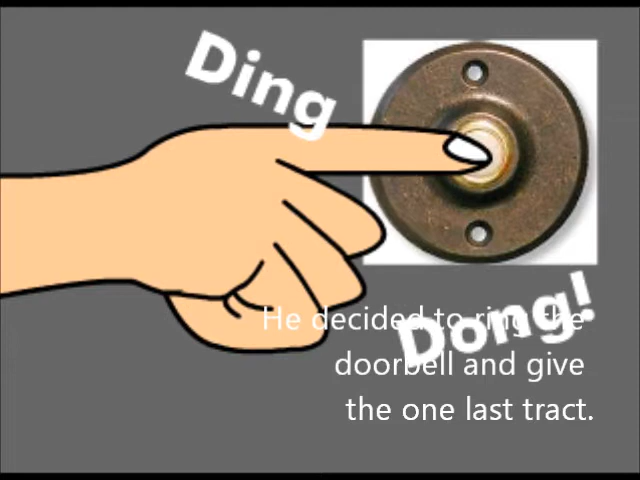 Ding
Dong!
He decided to ring the
doorbell and give
the one last tract.